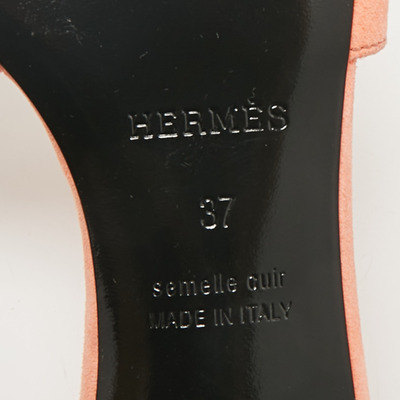 HERMÈS
37
semelle cuir
MADE IN ITALY